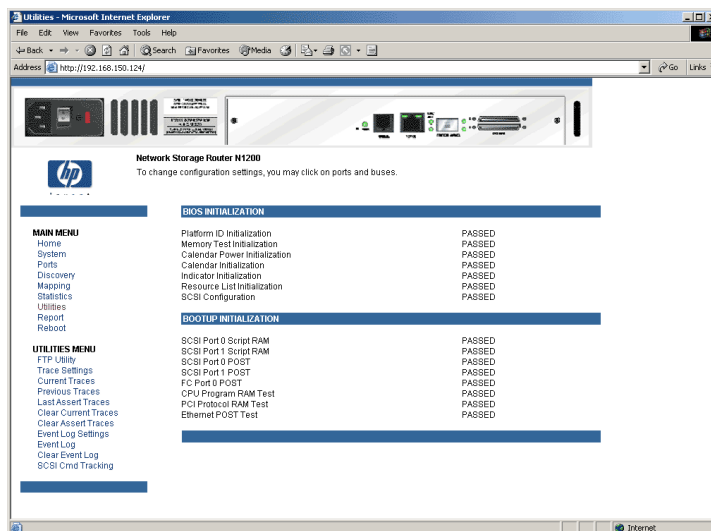 Utilities - Microsoft Internet Explorer
File Edit View Favorites Tools Help
Back Search Favorites Media
Address http://192.168.150.124/ Go Links
hp
Network Storage Router N1200
To change configuration settings, you may click on ports and buses.
MAIN MENU
Home
System
Ports
Discovery
Mapping
Statistics
Utilities
Report
Reboot
UTILITIES MENU
FTP Utility
Trace Settings
Current Traces
Previous Traces
Last Assert Traces
Clear Current Traces
Clear Assert Traces
Event Log Settings
Event Log
Clear Event Log
SCSI Cmd Tracking
BIOS INITIALIZATION
Platform ID Initialization PASSED
Memory Test Initialization PASSED
Calendar Power Initialization PASSED
Calendar Initialization PASSED
Indicator Initialization PASSED
Resource List Initialization PASSED
SCSI Configuration PASSED
BOOTUP INITIALIZATION
SCSI Port 0 Script RAM PASSED
SCSI Port 1 Script RAM PASSED
SCSI Port 0 POST PASSED
SCSI Port 1 POST PASSED
FC Port 0 POST PASSED
CPU Program RAM Test PASSED
PCI Protocol RAM Test PASSED
Ethernet POST Test PASSED
Internet